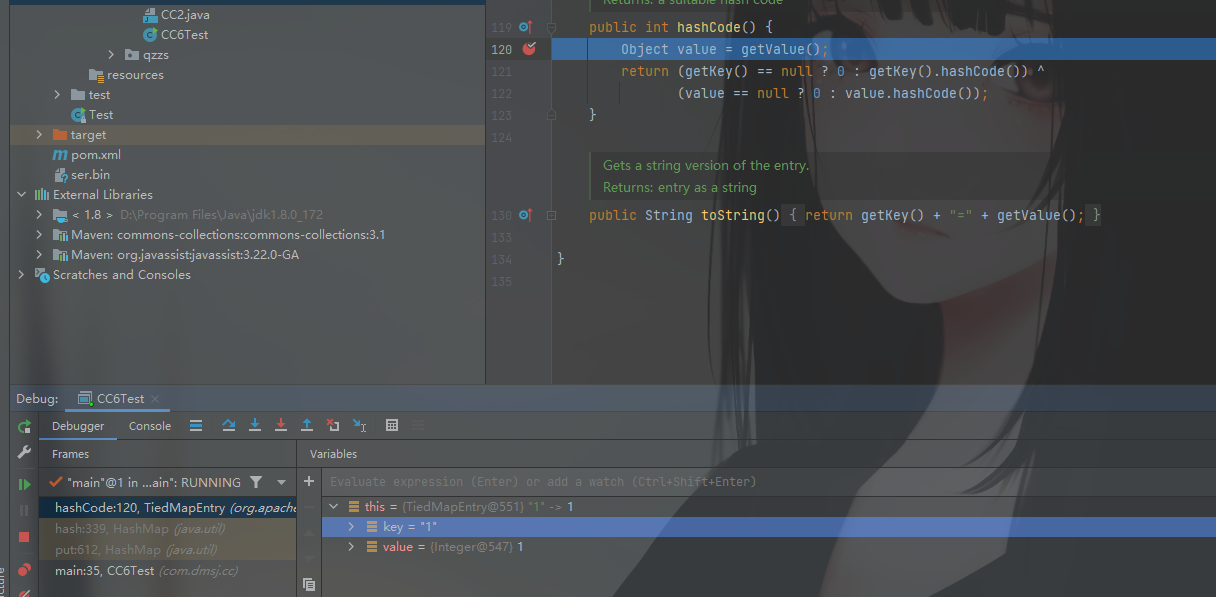 CC2.java
CC6Test
qzzs
resources
test
Test
target
pom.xml
ser.bin
External Libraries
< 1.8 > D:\Program Files\Java\jdk1.8.0_172
Maven: commons-collections:commons-collections:3.1
Maven: org.javassist:javassist:3.22.0-GA
Scratches and Consoles
Returns: a suitable hash code
119 public int hashCode() {
120 Object value = getValue();
121 return (getKey() == null ? 0 : getKey().hashCode()) ^
122 (value == null ? 0 : value.hashCode());
123 }
124
Gets a string version of the entry.
Returns: entry as a string
130 public String toString() { return getKey() + "=" + getValue(); }
133
134 }
135
Debug: CC6Test
Debugger Console
Frames
Variables
"main"@1 in ...ain": RUNNING
Evaluate expression (Enter) or add a watch (Ctrl+Shift+Enter)
hashCode:120, TiedMapEntry (org.apache
hash:339, HashMap (java.util)
put:612, HashMap (java.util)
main:35, CC6Test (com.dmsj.cc)
this = {TiedMapEntry@551} "1" -> 1
key = "1"
value = {Integer@547} 1